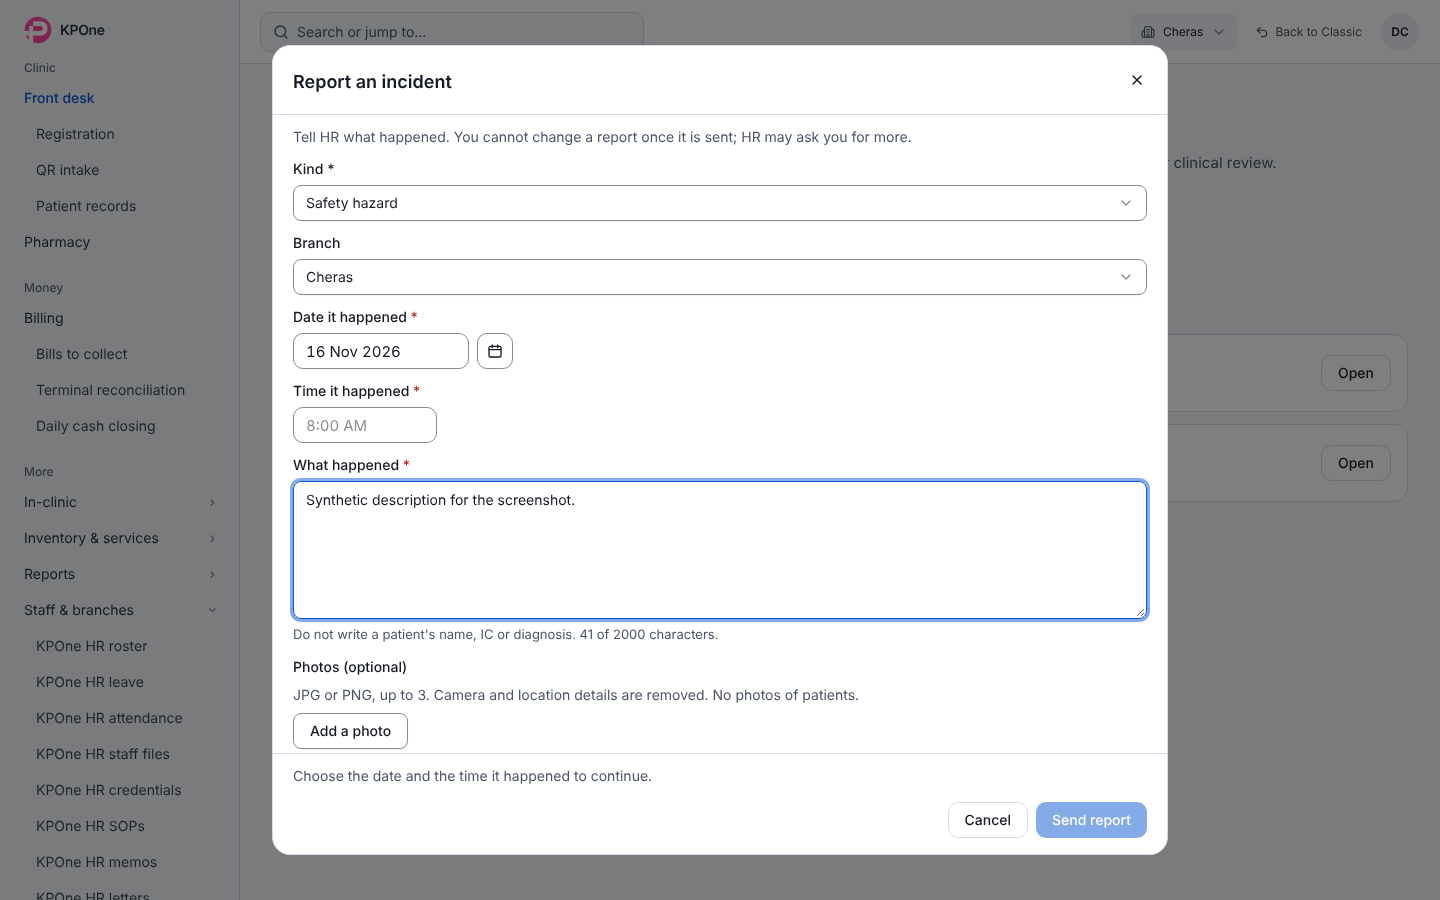 KPOne
Search or jump to...
Cheras
Back to Classic
DC
Clinic
Front desk
Registration
QR intake
Patient records
Pharmacy
Money
Billing
Bills to collect
Terminal reconciliation
Daily cash closing
More
In-clinic
Inventory & services
Reports
Staff & branches
KPOne HR roster
KPOne HR leave
KPOne HR attendance
KPOne HR staff files
KPOne HR credentials
KPOne HR SOPs
KPOne HR memos
KPOne HR letters
clinical review.
Open
Open
Report an incident
Tell HR what happened. You cannot change a report once it is sent; HR may ask you for more.
Kind *
Safety hazard
Branch
Cheras
Date it happened *
16 Nov 2026
Time it happened *
8:00 AM
What happened *
Synthetic description for the screenshot.
Do not write a patient's name, IC or diagnosis. 41 of 2000 characters.
Photos (optional)
JPG or PNG, up to 3. Camera and location details are removed. No photos of patients.
Add a photo
Choose the date and the time it happened to continue.
Cancel
Send report